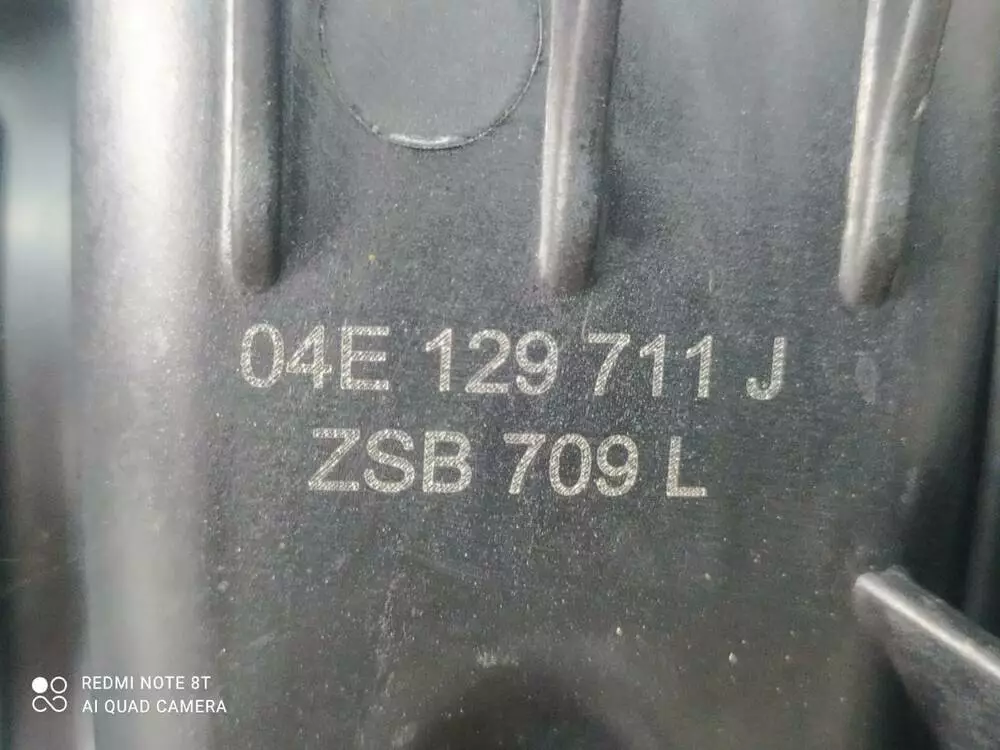 04E 129 711 J
ZSB 709 L
REDMI NOTE 8T
AI QUAD CAMERA